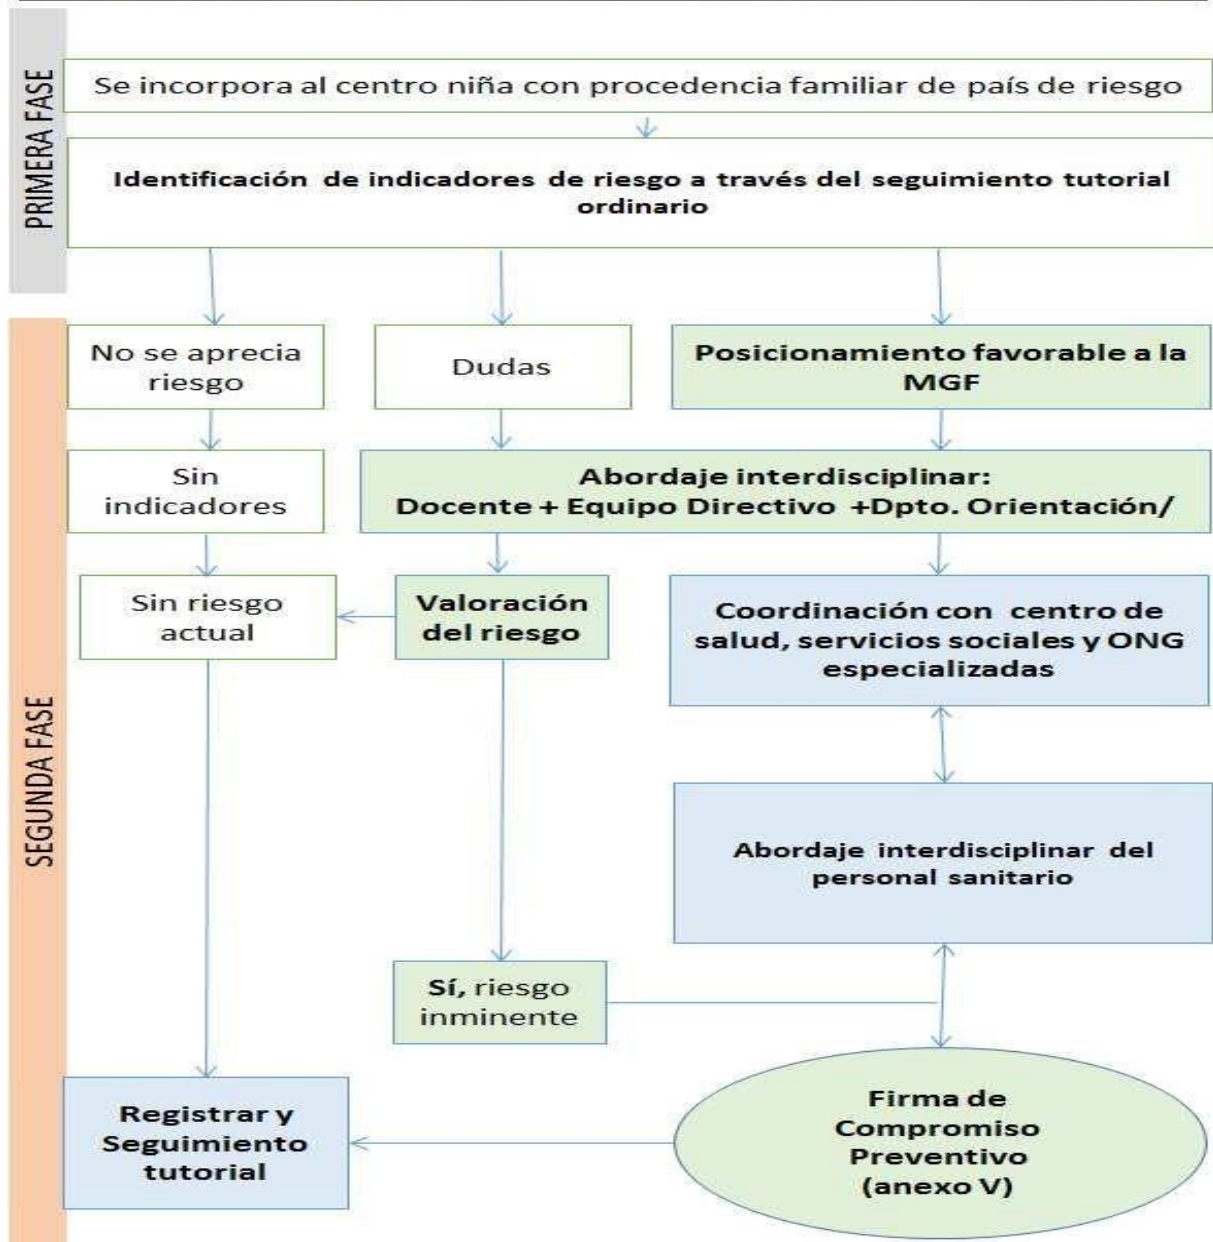 PRIMERA FASE
Se incorpora al centro niña con procedencia familiar de país de riesgo
Identificación de indicadores de riesgo a través del seguimiento tutorial
ordinario
SEGUNDA FASE
No se aprecia
riesgo
Dudas
Posicionamiento favorable a la
MGF
Sin
indicadores
Abordaje interdisciplinar:
Docente + Equipo Directivo +Dpto. Orientación/
Sin riesgo
actual
Valoración
del riesgo
Coordinación con centro de
salud, servicios sociales y ONG
especializadas
Abordaje interdisciplinar del
personal sanitario
Sí, riesgo
inminente
Registrar y
Seguimiento
tutorial
Firma de
Compromiso
Preventivo
(anexo V)